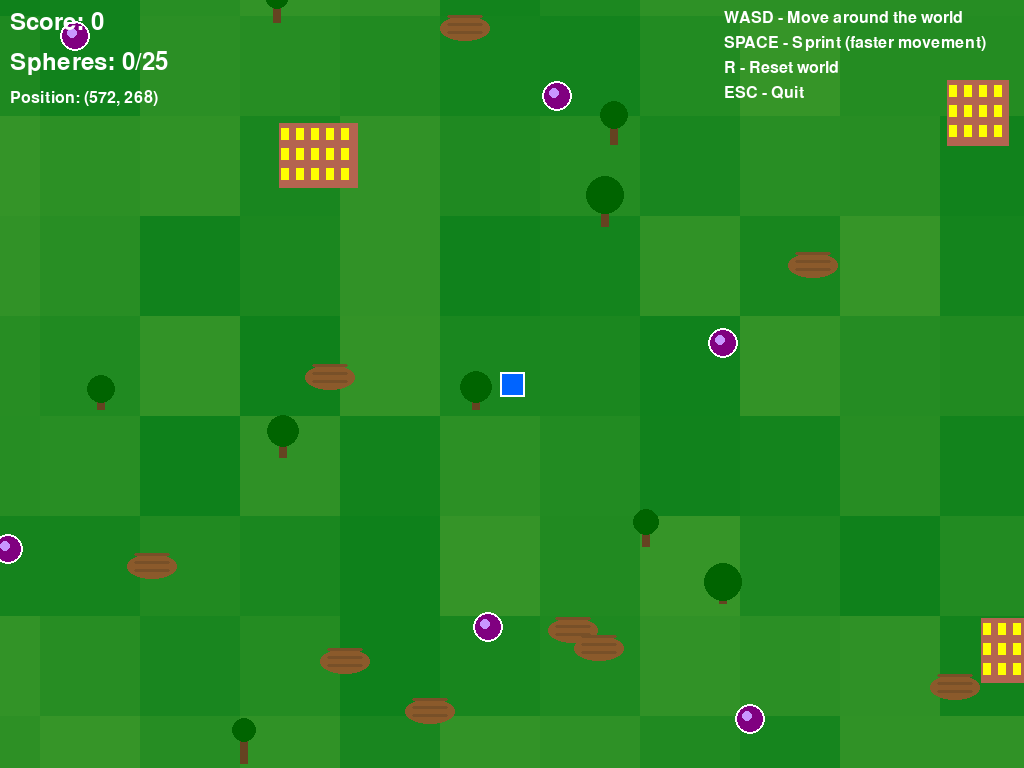 Score: 0
Spheres: 0/25
Position: (572, 268)
WASD - Move around the world
SPACE - Sprint (faster movement)
R - Reset world
ESC - Quit